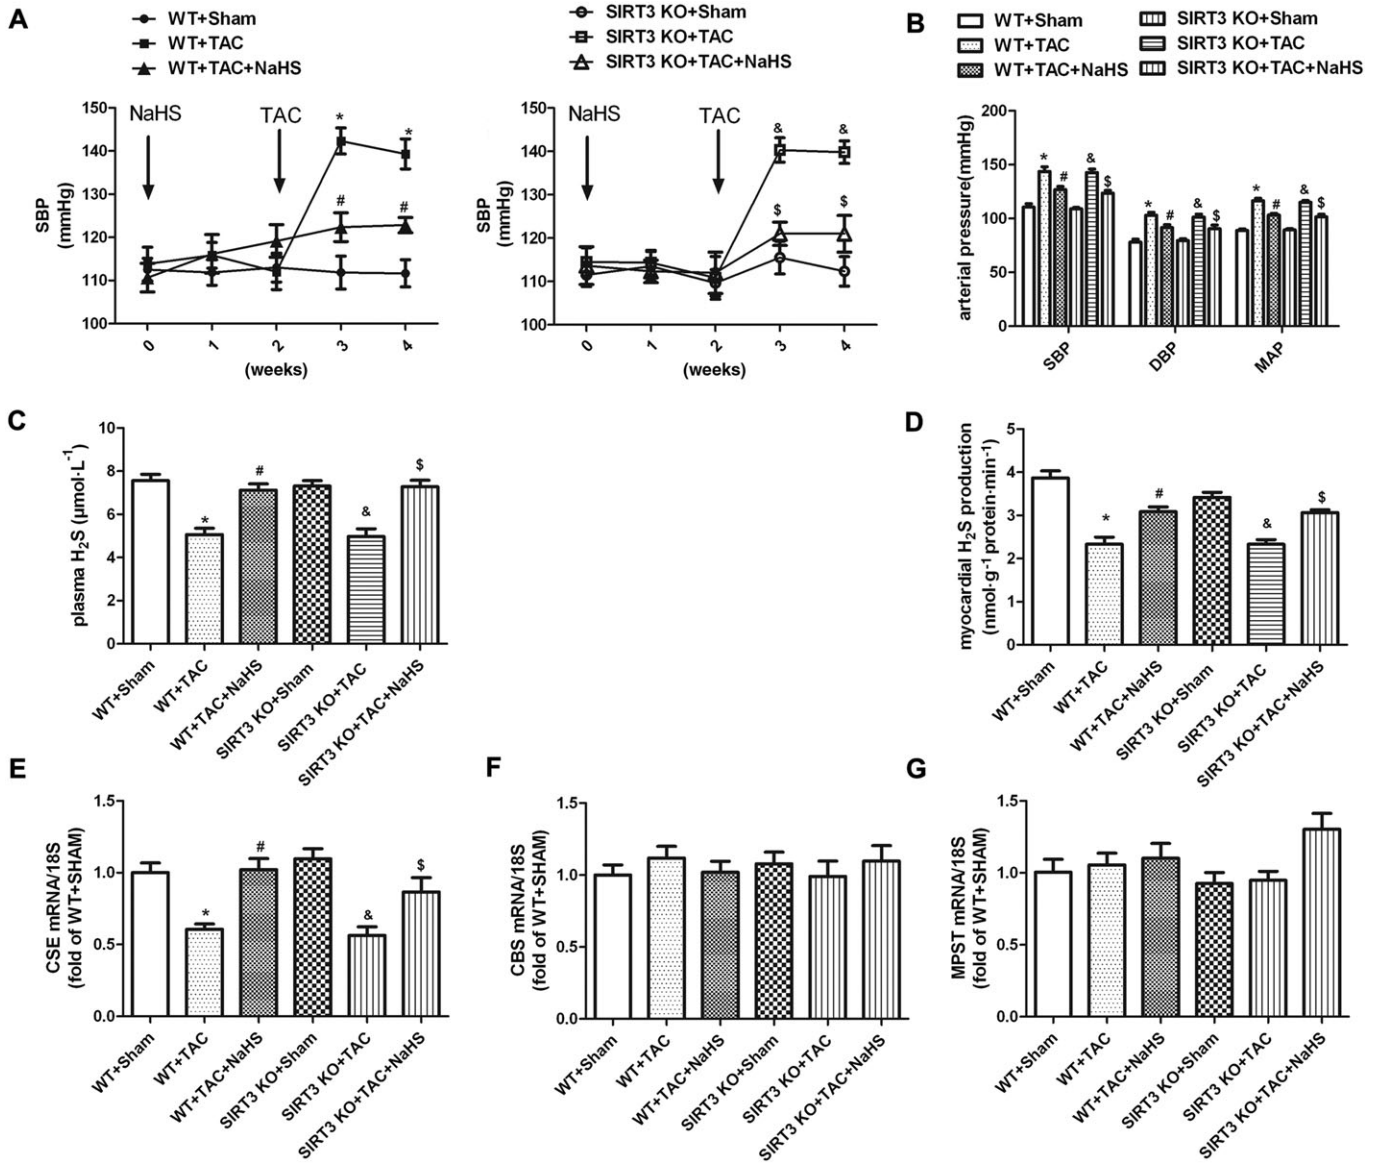 A
WT+Sham
WT+TAC
WT+TAC+NaHS
SBP
(mmHg)
150
140
130
120
110
100
NaHS
TAC
*
*
#
#
0
1
2
3
4
(weeks)
SIRT3 KO+Sham
SIRT3 KO+TAC
SIRT3 KO+TAC+NaHS
SBP
(mmHg)
150
140
130
120
110
100
NaHS
TAC
&
&
$
$
0
1
2
3
4
(weeks)
B
WT+Sham
WT+TAC
WT+TAC+NaHS
SIRT3 KO+Sham
SIRT3 KO+TAC
SIRT3 KO+TAC+NaHS
arterial pressure(mmHg)
200
150
100
50
0
*
#
&
$
*
#
&
$
*
#
&
$
SBP
DBP
MAP
C
plasma H₂S (μmol·L⁻¹)
10
8
6
4
2
0
*
#
&
$
WT+Sham
WT+TAC
WT+TAC+NaHS
SIRT3 KO+Sham
SIRT3 KO+TAC
SIRT3 KO+TAC+NaHS
D
myocardial H₂S production
(nmol·g⁻¹ protein·min⁻¹)
5
4
3
2
1
0
*
#
&
$
WT+Sham
WT+TAC
WT+TAC+NaHS
SIRT3 KO+Sham
SIRT3 KO+TAC
SIRT3 KO+TAC+NaHS
E
CSE mRNA/18S
(fold of WT+SHAM)
1.5
1.0
0.5
0.0
*
#
&
$
WT+Sham
WT+TAC
WT+TAC+NaHS
SIRT3 KO+Sham
SIRT3 KO+TAC
SIRT3 KO+TAC+NaHS
F
CBS mRNA/18S
(fold of WT+SHAM)
1.5
1.0
0.5
0.0
WT+Sham
WT+TAC
WT+TAC+NaHS
SIRT3 KO+Sham
SIRT3 KO+TAC
SIRT3 KO+TAC+NaHS
G
MPST mRNA/18S
(fold of WT+SHAM)
1.5
1.0
0.5
0.0
WT+Sham
WT+TAC
WT+TAC+NaHS
SIRT3 KO+Sham
SIRT3 KO+TAC
SIRT3 KO+TAC+NaHS